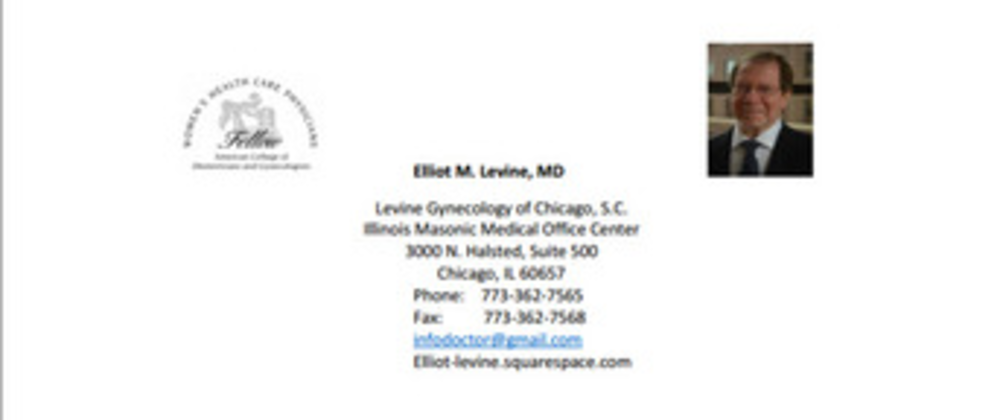 WOMEN'S HEALTH CARE PHYSICIANS
Fellow
American College of
Obstetricians and Gynecologists
Elliot M. Levine, MD
Levine Gynecology of Chicago, S.C.
Illinois Masonic Medical Office Center
3000 N. Halsted, Suite 500
Chicago, IL 60657
Phone: 773-362-7565
Fax: 773-362-7568
infodoctor@gmail.com
Elliot-levine.squarespace.com